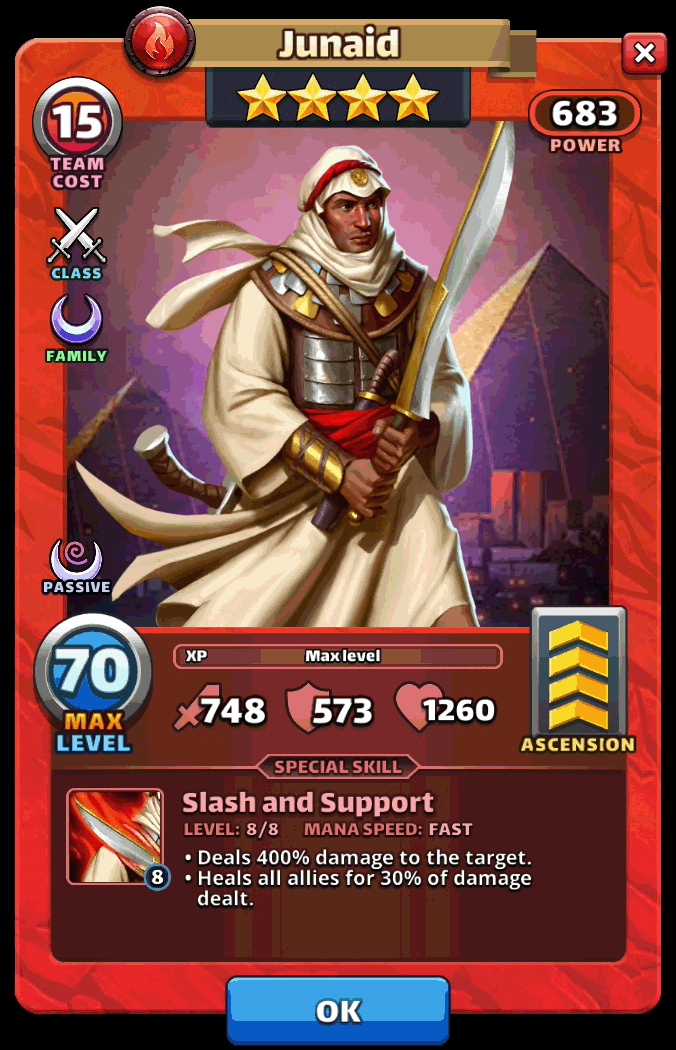 Junaid
15
TEAM
COST
683
POWER
CLASS
FAMILY
PASSIVE
70
MAX
LEVEL
XP Max level
748 573 1260
ASCENSION
SPECIAL SKILL
Slash and Support
LEVEL: 8/8 MANA SPEED: FAST
8
• Deals 400% damage to the target.
• Heals all allies for 30% of damage
dealt.
OK